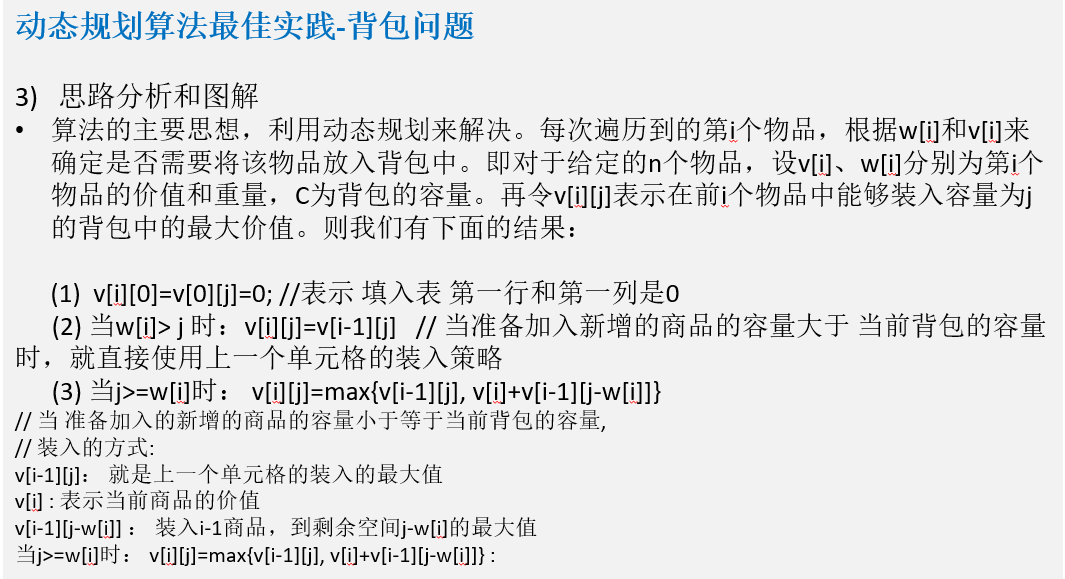 动态规划算法最佳实践-背包问题
3) 思路分析和图解
• 算法的主要思想，利用动态规划来解决。每次遍历到的第i个物品，根据w[i]和v[i]来
确定是否需要将该物品放入背包中。即对于给定的n个物品，设v[i]、w[i]分别为第i个
物品的价值和重量，C为背包的容量。再令v[i][j]表示在前i个物品中能够装入容量为j
的背包中的最大价值。则我们有下面的结果：
(1) v[i][0]=v[0][j]=0; //表示 填入表 第一行和第一列是0
(2) 当w[i]> j 时：v[i][j]=v[i-1][j] // 当准备加入新增的商品的容量大于 当前背包的容量
时，就直接使用上一个单元格的装入策略
(3) 当j>=w[i]时： v[i][j]=max{v[i-1][j], v[i]+v[i-1][j-w[i]]}
// 当 准备加入的新增的商品的容量小于等于当前背包的容量,
// 装入的方式:
v[i-1][j]： 就是上一个单元格的装入的最大值
v[i] : 表示当前商品的价值
v[i-1][j-w[i]] ： 装入i-1商品，到剩余空间j-w[i]的最大值
当j>=w[i]时： v[i][j]=max{v[i-1][j], v[i]+v[i-1][j-w[i]]} :